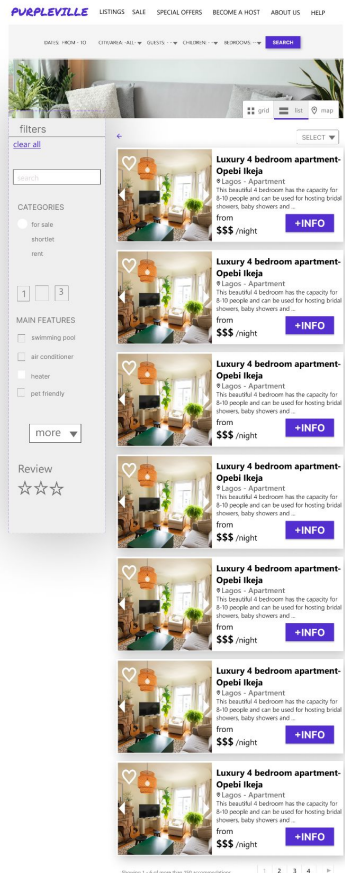 PURPLEVILLE LISTINGS SALE SPECIAL OFFERS BECOME A HOST ABOUT US HELP
DATES: FROM - TO CITY/AREA: -ALL- GUESTS: - - CHILDREN: - - BEDROOMS: - - SEARCH
grid list map
filters
clear all
search
CATEGORIES
for sale
shortlet
rent
1 3
MAIN FEATURES
swimming pool
air conditioner
heater
pet friendly
more
Review
SELECT
Luxury 4 bedroom apartment-
Opebi Ikeja
Lagos - Apartment
This beautiful 4 bedroom has the capacity for
8-10 people and can be used for hosting bridal
showers, baby showers and ...
from
$$$ /night
+INFO
Luxury 4 bedroom apartment-
Opebi Ikeja
Lagos - Apartment
This beautiful 4 bedroom has the capacity for
8-10 people and can be used for hosting bridal
showers, baby showers and ...
from
$$$ /night
+INFO
Luxury 4 bedroom apartment-
Opebi Ikeja
Lagos - Apartment
This beautiful 4 bedroom has the capacity for
8-10 people and can be used for hosting bridal
showers, baby showers and ...
from
$$$ /night
+INFO
Luxury 4 bedroom apartment-
Opebi Ikeja
Lagos - Apartment
This beautiful 4 bedroom has the capacity for
8-10 people and can be used for hosting bridal
showers, baby showers and ...
from
$$$ /night
+INFO
Luxury 4 bedroom apartment-
Opebi Ikeja
Lagos - Apartment
This beautiful 4 bedroom has the capacity for
8-10 people and can be used for hosting bridal
showers, baby showers and ...
from
$$$ /night
+INFO
Luxury 4 bedroom apartment-
Opebi Ikeja
Lagos - Apartment
This beautiful 4 bedroom has the capacity for
8-10 people and can be used for hosting bridal
showers, baby showers and ...
from
$$$ /night
+INFO
Luxury 4 bedroom apartment-
Opebi Ikeja
Lagos - Apartment
This beautiful 4 bedroom has the capacity for
8-10 people and can be used for hosting bridal
showers, baby showers and ...
from
$$$ /night
+INFO
1 2 3 4